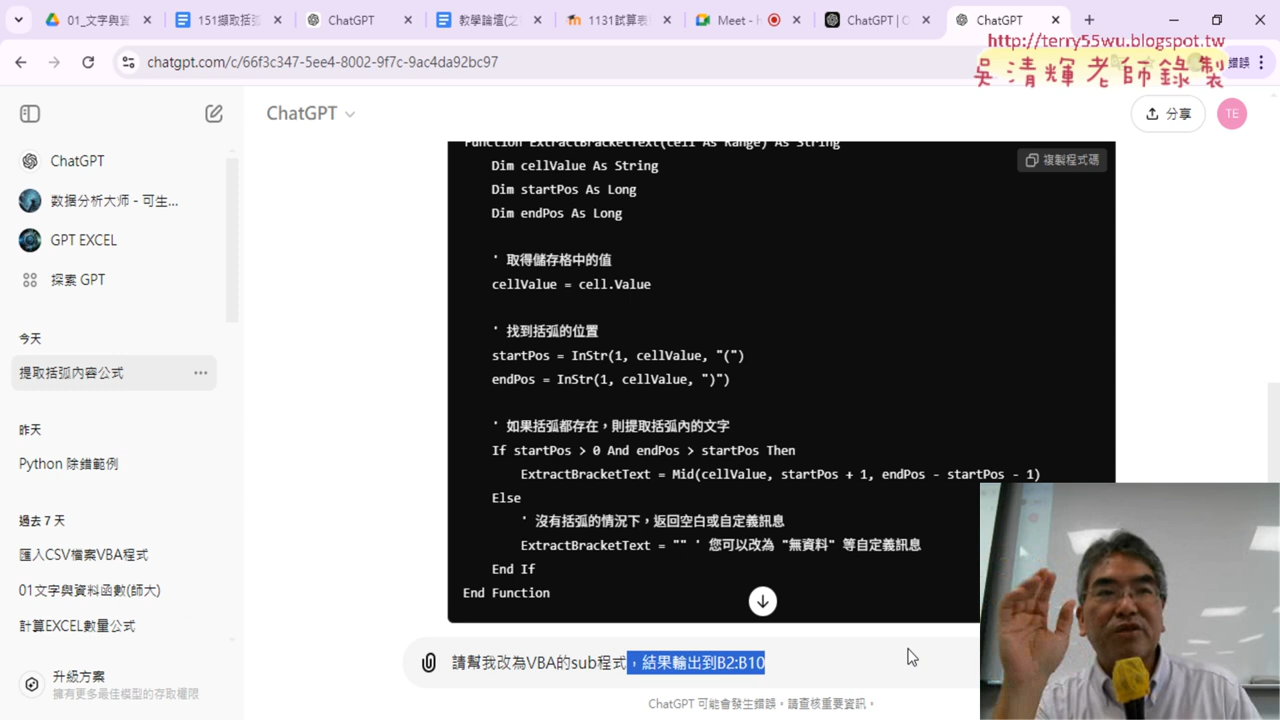 01_文字與資
151擷取括弧
ChatGPT
教學論壇(之
1131試算表
Meet - h
ChatGPT | C
ChatGPT
chatgpt.com/c/66f3c347-5ee4-8002-9f7c-9ac4da92bc97
錯誤
http://terry55wu.blogspot.tw
吳清輝老師錄製
ChatGPT
分享
TE
ChatGPT
数据分析大师 - 可生...
GPT EXCEL
探索 GPT
今天
提取括弧內容公式
昨天
Python 除錯範例
過去 7 天
匯入CSV檔案VBA程式
01文字與資料函數(師大)
計算EXCEL數量公式
升級方案
擁有更多最佳模型的存取權限
Function ExtractBracketText(cell As Range) As String
複製程式碼
Dim cellValue As String
Dim startPos As Long
Dim endPos As Long
' 取得儲存格中的值
cellValue = cell.Value
' 找到括弧的位置
startPos = InStr(1, cellValue, "(")
endPos = InStr(1, cellValue, ")")
' 如果括弧都存在，則提取括弧內的文字
If startPos > 0 And endPos > startPos Then
ExtractBracketText = Mid(cellValue, startPos + 1, endPos - startPos - 1)
Else
' 沒有括弧的情況下，返回空白或自定義訊息
ExtractBracketText = "" ' 您可以改為 "無資料" 等自定義訊息
End If
End Function
請幫我改為VBA的sub程式，結果輸出到B2:B10
ChatGPT 可能會發生錯誤。請查核重要資訊。